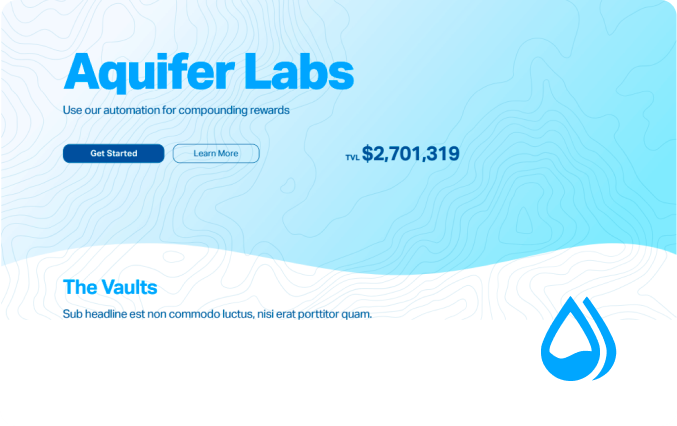 Aquifer Labs
Use our automation for compounding rewards
Get Started
Learn More
TVL $2,701,319
The Vaults
Sub headline est non commodo luctus, nisi erat porttitor quam.